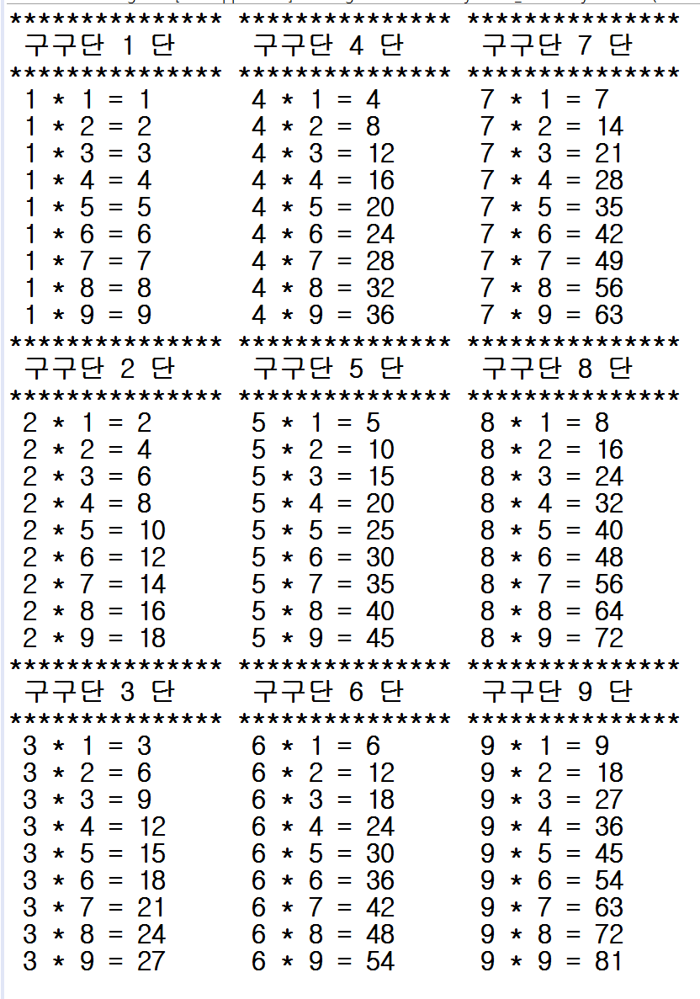 *************** *************** ***************
구구단 1 단 구구단 4 단 구구단 7 단
*************** *************** ***************
1 * 1 = 1 4 * 1 = 4 7 * 1 = 7
1 * 2 = 2 4 * 2 = 8 7 * 2 = 14
1 * 3 = 3 4 * 3 = 12 7 * 3 = 21
1 * 4 = 4 4 * 4 = 16 7 * 4 = 28
1 * 5 = 5 4 * 5 = 20 7 * 5 = 35
1 * 6 = 6 4 * 6 = 24 7 * 6 = 42
1 * 7 = 7 4 * 7 = 28 7 * 7 = 49
1 * 8 = 8 4 * 8 = 32 7 * 8 = 56
1 * 9 = 9 4 * 9 = 36 7 * 9 = 63
*************** *************** ***************
구구단 2 단 구구단 5 단 구구단 8 단
*************** *************** ***************
2 * 1 = 2 5 * 1 = 5 8 * 1 = 8
2 * 2 = 4 5 * 2 = 10 8 * 2 = 16
2 * 3 = 6 5 * 3 = 15 8 * 3 = 24
2 * 4 = 8 5 * 4 = 20 8 * 4 = 32
2 * 5 = 10 5 * 5 = 25 8 * 5 = 40
2 * 6 = 12 5 * 6 = 30 8 * 6 = 48
2 * 7 = 14 5 * 7 = 35 8 * 7 = 56
2 * 8 = 16 5 * 8 = 40 8 * 8 = 64
2 * 9 = 18 5 * 9 = 45 8 * 9 = 72
*************** *************** ***************
구구단 3 단 구구단 6 단 구구단 9 단
*************** *************** ***************
3 * 1 = 3 6 * 1 = 6 9 * 1 = 9
3 * 2 = 6 6 * 2 = 12 9 * 2 = 18
3 * 3 = 9 6 * 3 = 18 9 * 3 = 27
3 * 4 = 12 6 * 4 = 24 9 * 4 = 36
3 * 5 = 15 6 * 5 = 30 9 * 5 = 45
3 * 6 = 18 6 * 6 = 36 9 * 6 = 54
3 * 7 = 21 6 * 7 = 42 9 * 7 = 63
3 * 8 = 24 6 * 8 = 48 9 * 8 = 72
3 * 9 = 27 6 * 9 = 54 9 * 9 = 81